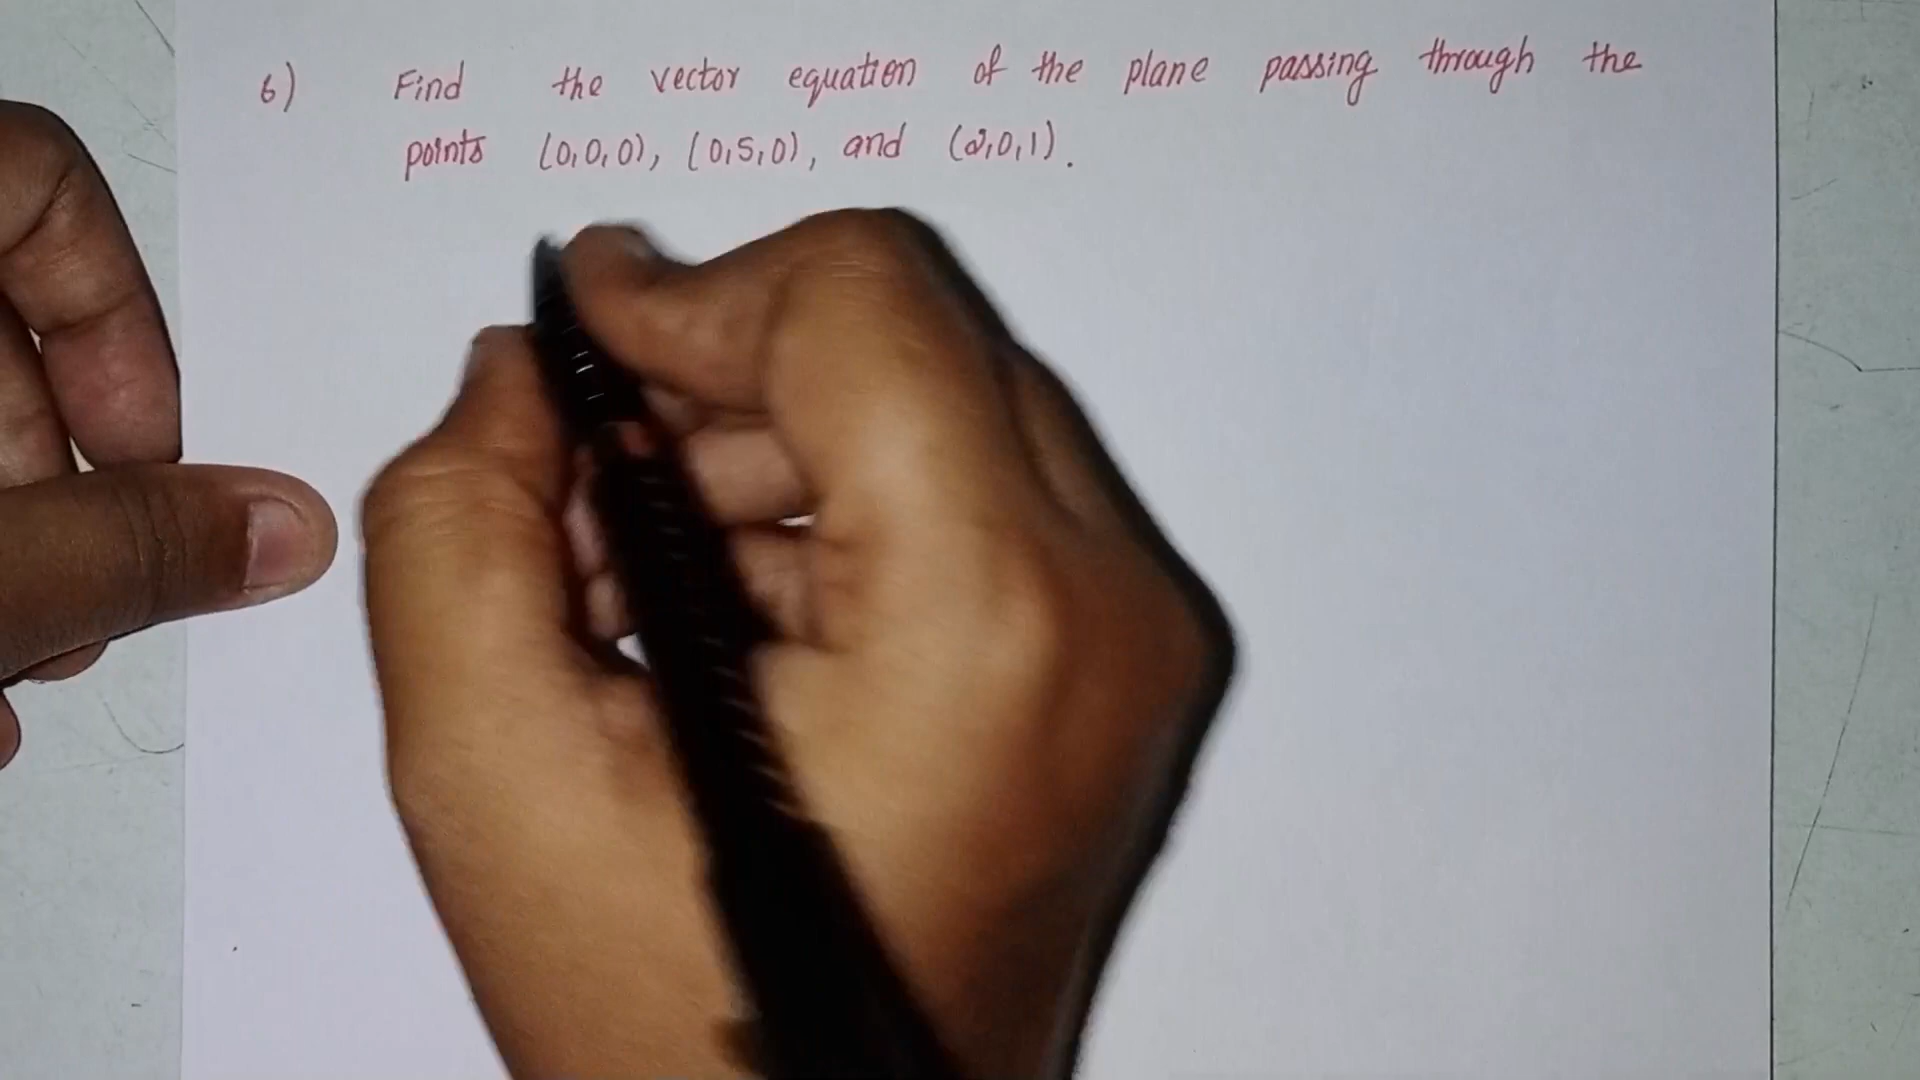 6) Find the vector equation of the plane passing through the
points (0,0,0), (0,5,0), and (2,0,1).